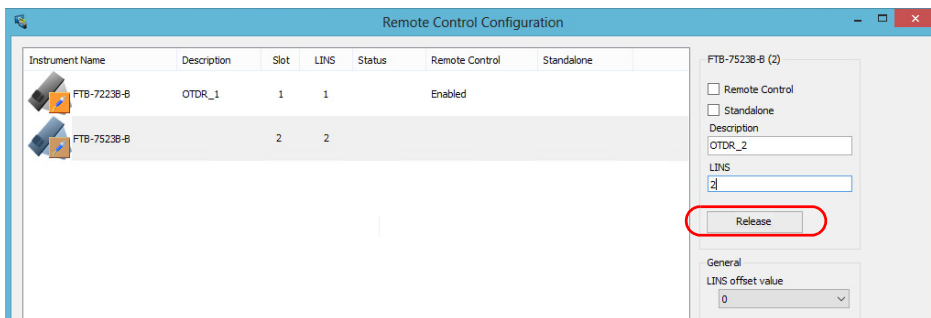 Remote Control Configuration
Instrument Name Description Slot LINS Status Remote Control Standalone
FTB-7223B-B OTDR_1 1 1 Enabled
FTB-7523B-B 2 2
FTB-7523B-B (2)
Remote Control
Standalone
Description
OTDR_2
LINS
2
Release
General
LINS offset value
0